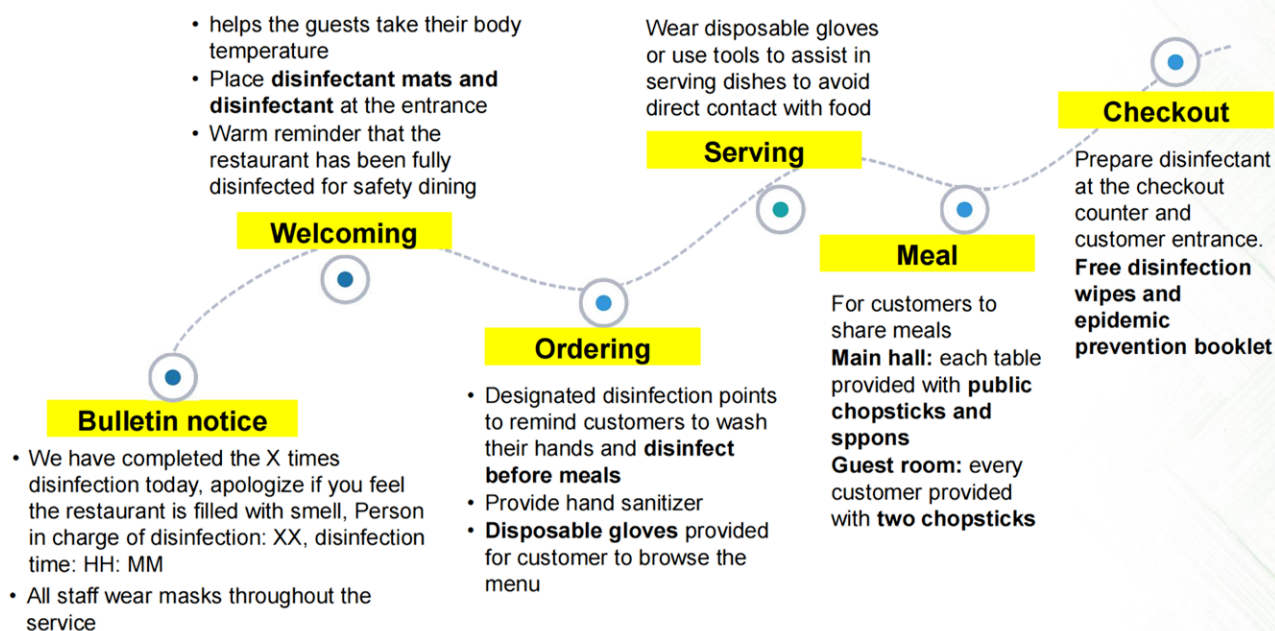 • helps the guests take their body
temperature
• Place disinfectant mats and
disinfectant at the entrance
• Warm reminder that the
restaurant has been fully
disinfected for safety dining
Welcoming
Bulletin notice
• We have completed the X times
disinfection today, apologize if you feel
the restaurant is filled with smell, Person
in charge of disinfection: XX, disinfection
time: HH: MM
• All staff wear masks throughout the
service
Ordering
• Designated disinfection points
to remind customers to wash
their hands and disinfect
before meals
• Provide hand sanitizer
• Disposable gloves provided
for customer to browse the
menu
Wear disposable gloves
or use tools to assist in
serving dishes to avoid
direct contact with food
Serving
Meal
For customers to
share meals
Main hall: each table
provided with public
chopsticks and
sppons
Guest room: every
customer provided
with two chopsticks
Checkout
Prepare disinfectant
at the checkout
counter and
customer entrance.
Free disinfection
wipes and
epidemic
prevention booklet